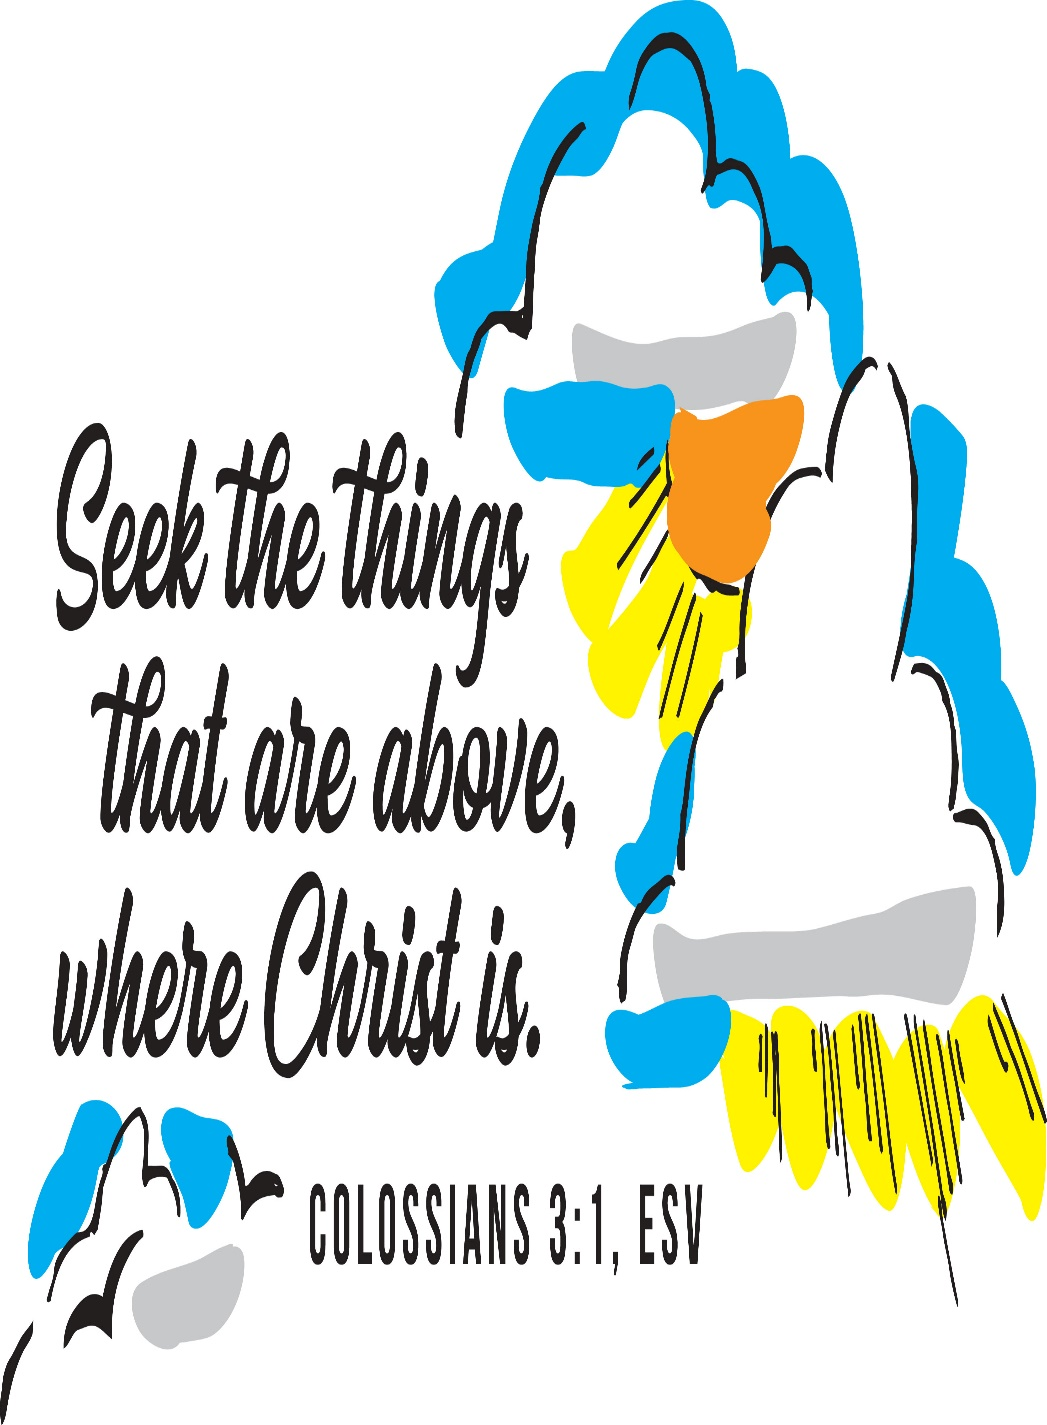 Seek the things
that are above,
where Christ is.
COLOSSIANS 3:1, ESV